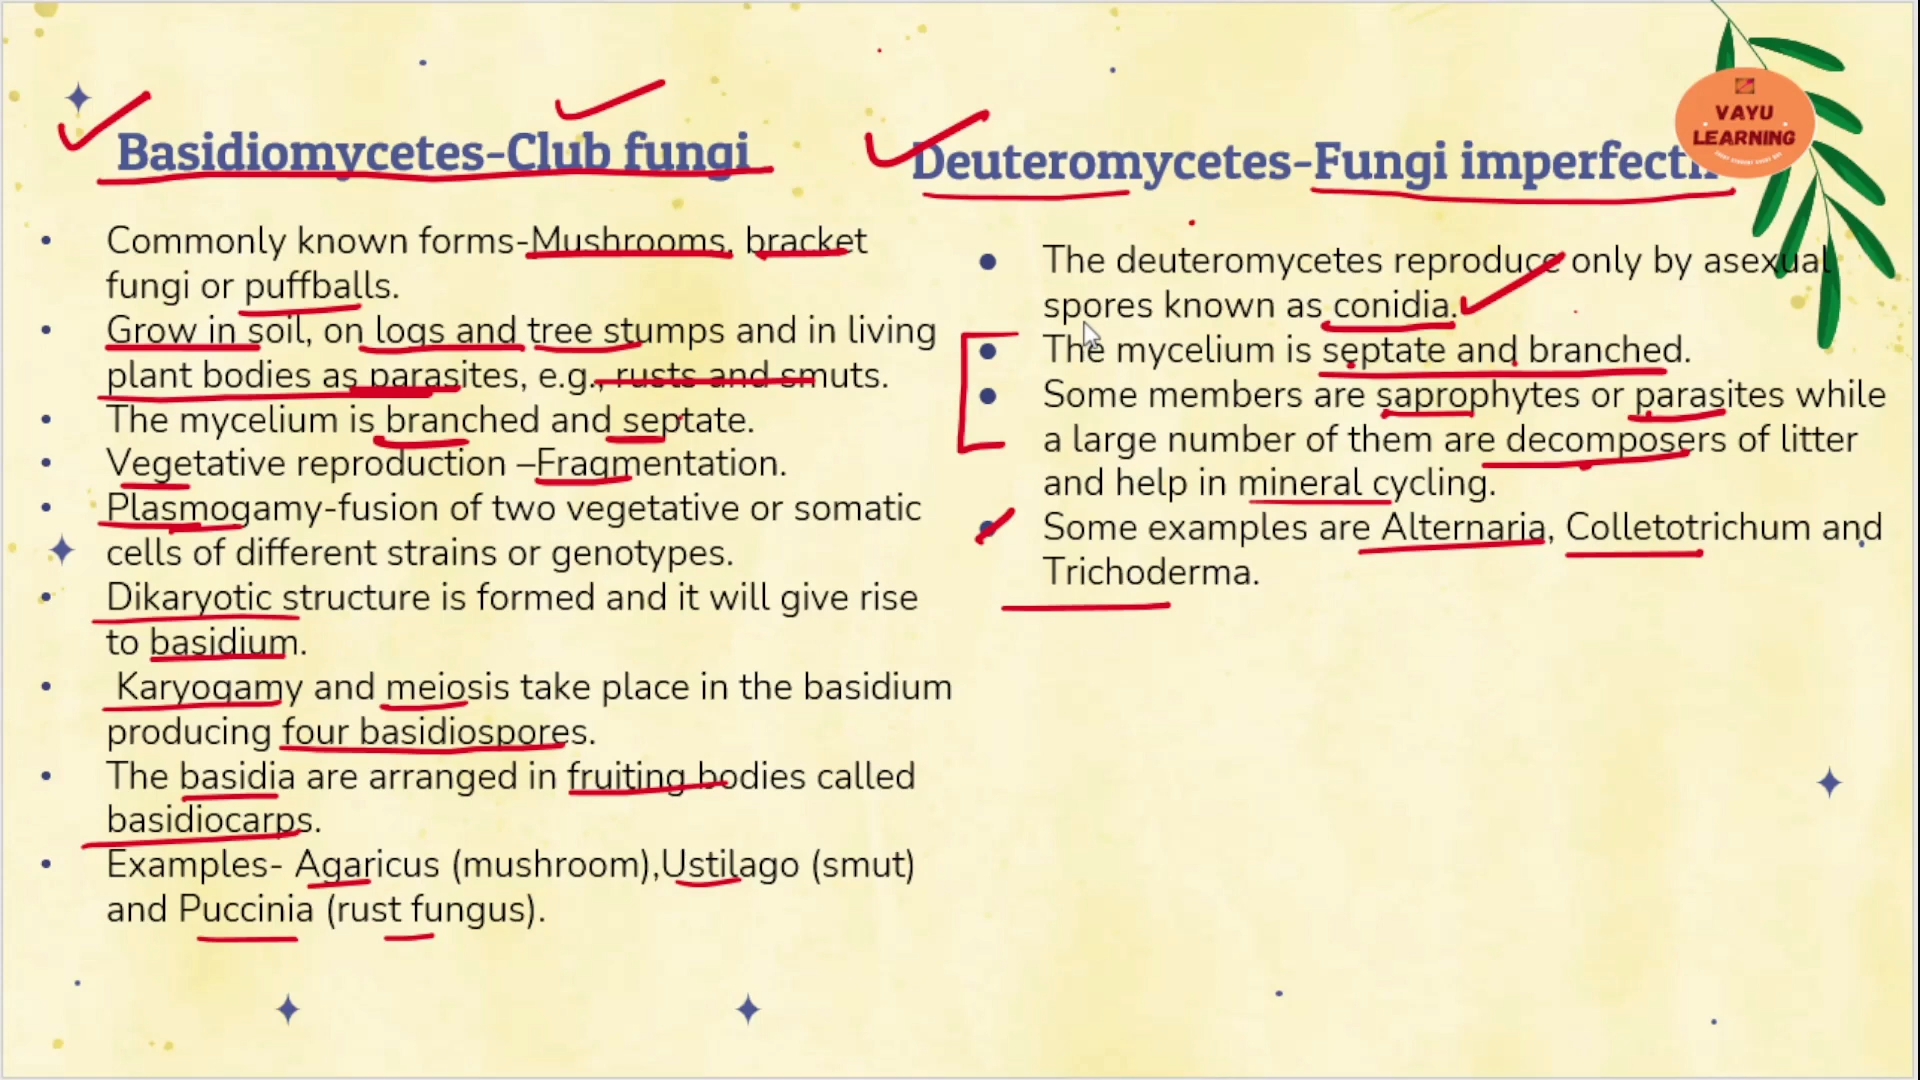 Basidiomycetes-Club fungi
Commonly known forms-Mushrooms, bracket
fungi or puffballs.
Grow in soil, on logs and tree stumps and in living
plant bodies as parasites, e.g., rusts and smuts.
The mycelium is branched and septate.
Vegetative reproduction –Fragmentation.
Plasmogamy-fusion of two vegetative or somatic
cells of different strains or genotypes.
Dikaryotic structure is formed and it will give rise
to basidium.
Karyogamy and meiosis take place in the basidium
producing four basidiospores.
The basidia are arranged in fruiting bodies called
basidiocarps.
Examples- Agaricus (mushroom),Ustilago (smut)
and Puccinia (rust fungus).
Deuteromycetes-Fungi imperfecti
The deuteromycetes reproduce only by asexual
spores known as conidia.
The mycelium is septate and branched.
Some members are saprophytes or parasites while
a large number of them are decomposers of litter
and help in mineral cycling.
Some examples are Alternaria, Colletotrichum and
Trichoderma.
VAYU
LEARNING